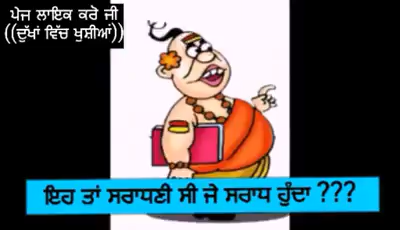 ਪੇਜ ਲਾਇਕ ਕਰੋ ਜੀ
((ਦੁੱਖਾਂ ਵਿੱਚ ਖੁਸ਼ੀਆਂ))
ਇਹ ਤਾਂ ਸਰਾਧਣੀ ਸੀ ਜੇ ਸਰਾਧ ਹੁੰਦਾ ???